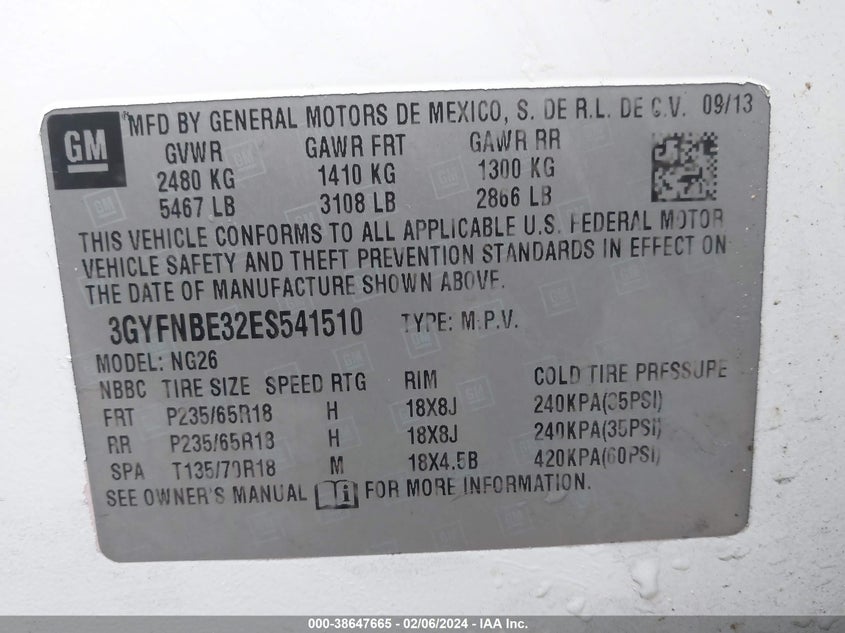 GM
®MFD BY GENERAL MOTORS DE MEXICO, S. DE R.L. DE C.V. 09/13
GVWR GAWR FRT GAWR RR
2480 KG 1410 KG 1300 KG
5467 LB 3108 LB 2866 LB
THIS VEHICLE CONFORMS TO ALL APPLICABLE U.S. FEDERAL MOTOR
VEHICLE SAFETY AND THEFT PREVENTION STANDARDS IN EFFECT ON
THE DATE OF MANUFACTURE SHOWN ABOVE.
3GYFNBE32ES541510 TYPE: M.P.V.
MODEL: NG26
NBBC TIRE SIZE SPEED RTG RIM COLD TIRE PRESSURE
FRT P235/65R18 H 18X8J 240KPA(35PSI)
RR P235/65R18 H 18X8J 240KPA(35PSI)
SPA T135/70R18 M 18X4.5B 420KPA(60PSI)
SEE OWNER'S MANUAL FOR MORE INFORMATION.
000-38647665 - 02/06/2024 - IAA Inc.